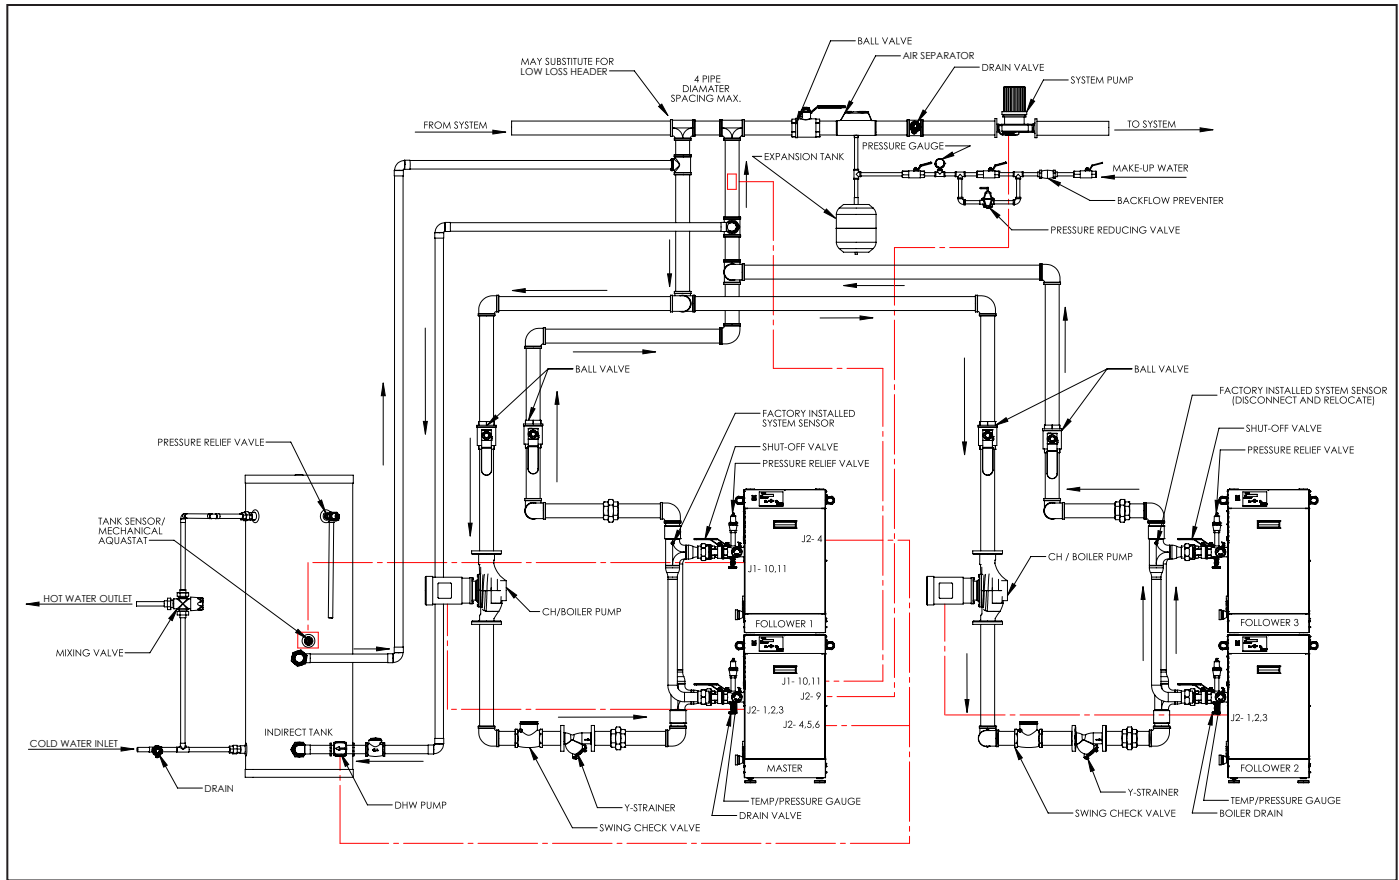 BALL VALVE
AIR SEPARATOR
MAY SUBSTITUTE FOR
LOW LOSS HEADER
4 PIPE
DIAMATER
SPACING MAX.
DRAIN VALVE
SYSTEM PUMP
FROM SYSTEM
TO SYSTEM
PRESSURE GAUGE
EXPANSION TANK
MAKE-UP WATER
BACKFLOW PREVENTER
PRESSURE REDUCING VALVE
BALL VALVE
BALL VALVE
FACTORY INSTALLED
SYSTEM SENSOR
FACTORY INSTALLED SYSTEM SENSOR
(DISCONNECT AND RELOCATE)
SHUT-OFF VALVE
PRESSURE RELIEF VALVE
SHUT-OFF VALVE
PRESSURE RELIEF VALVE
PRESSURE RELIEF VAVLE
TANK SENSOR/
MECHANICAL
AQUASTAT
J2- 4
J1- 10,11
CH / BOILER PUMP
HOT WATER OUTLET
CH/BOILER PUMP
FOLLOWER 1
FOLLOWER 3
MIXING VALVE
J1- 10,11
J2- 9
J2- 1,2,3
J2- 4,5,6
J2- 1,2,3
INDIRECT TANK
COLD WATER INLET
MASTER
FOLLOWER 2
DRAIN
DHW PUMP
Y-STRAINER
SWING CHECK VALVE
TEMP/PRESSURE GAUGE
DRAIN VALVE
Y-STRAINER
SWING CHECK VALVE
TEMP/PRESSURE GAUGE
BOILER DRAIN